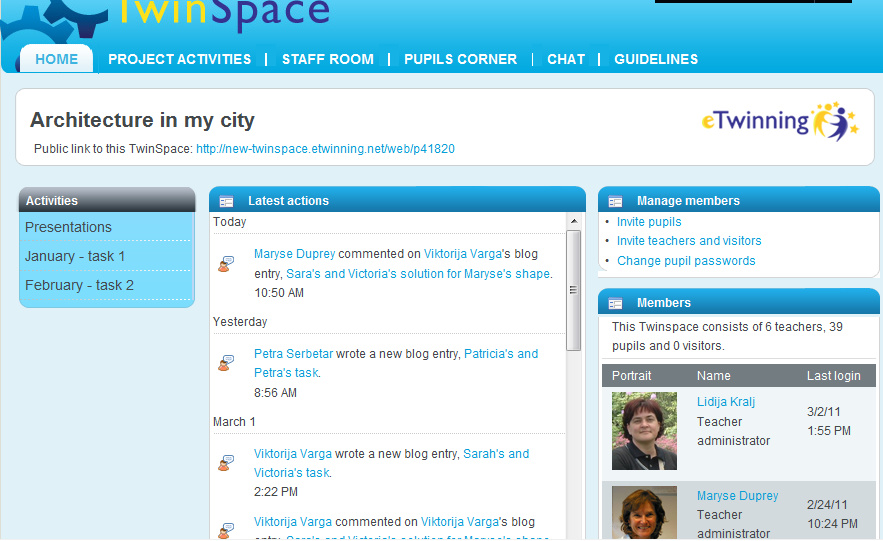 TwinSpace
HOME PROJECT ACTIVITIES | STAFF ROOM | PUPILS CORNER | CHAT | GUIDELINES
Architecture in my city
Public link to this TwinSpace: http://new-twinspace.etwinning.net/web/p41820
eTwinning
Activities
Presentations
January - task 1
February - task 2
Latest actions
Today
Maryse Duprey commented on Viktorija Varga's blog
entry, Sara's and Victoria's solution for Maryse's shape.
10:50 AM
Yesterday
Petra Serbetar wrote a new blog entry, Patricia's and
Petra's task.
8:56 AM
March 1
Viktorija Varga wrote a new blog entry, Sarah's and
Victoria's task.
2:22 PM
Viktorija Varga commented on Viktorija Varga's blog
entry, Sara's and Victoria's solution for Maryse's shape
Manage members
• Invite pupils
• Invite teachers and visitors
• Change pupil passwords
Members
This Twinspace consists of 6 teachers, 39
pupils and 0 visitors.
Portrait Name Last login
Lidija Kralj
Teacher
administrator
3/2/11
1:55 PM
Maryse Duprey
Teacher
administrator
2/24/11
10:24 PM